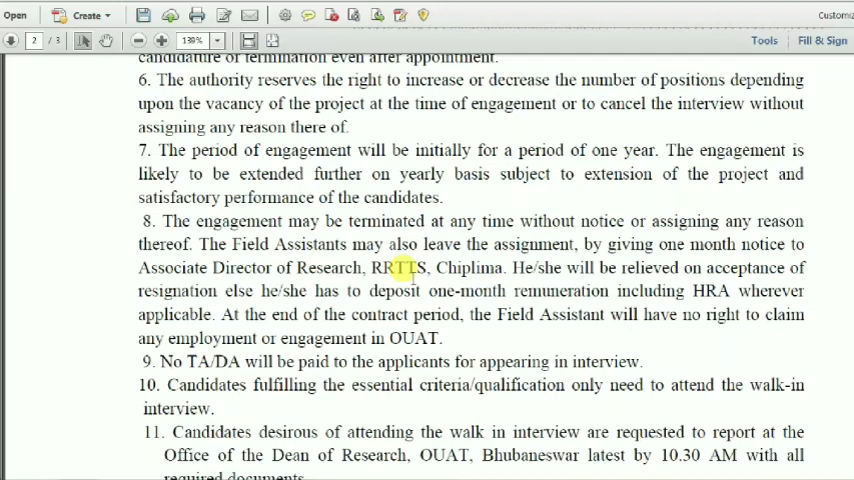 Open
Create
Customiz
2 / 3
139%
Tools
Fill & Sign
candidature or termination even after appointment.
6. The authority reserves the right to increase or decrease the number of positions depending
upon the vacancy of the project at the time of engagement or to cancel the interview without
assigning any reason there of.
7. The period of engagement will be initially for a period of one year. The engagement is
likely to be extended further on yearly basis subject to extension of the project and
satisfactory performance of the candidates.
8. The engagement may be terminated at any time without notice or assigning any reason
thereof. The Field Assistants may also leave the assignment, by giving one month notice to
Associate Director of Research, RRTTS, Chiplima. He/she will be relieved on acceptance of
resignation else he/she has to deposit one-month remuneration including HRA wherever
applicable. At the end of the contract period, the Field Assistant will have no right to claim
any employment or engagement in OUAT.
9. No TA/DA will be paid to the applicants for appearing in interview.
10. Candidates fulfilling the essential criteria/qualification only need to attend the walk-in
interview.
11. Candidates desirous of attending the walk in interview are requested to report at the
Office of the Dean of Research, OUAT, Bhubaneswar latest by 10.30 AM with all
required documents